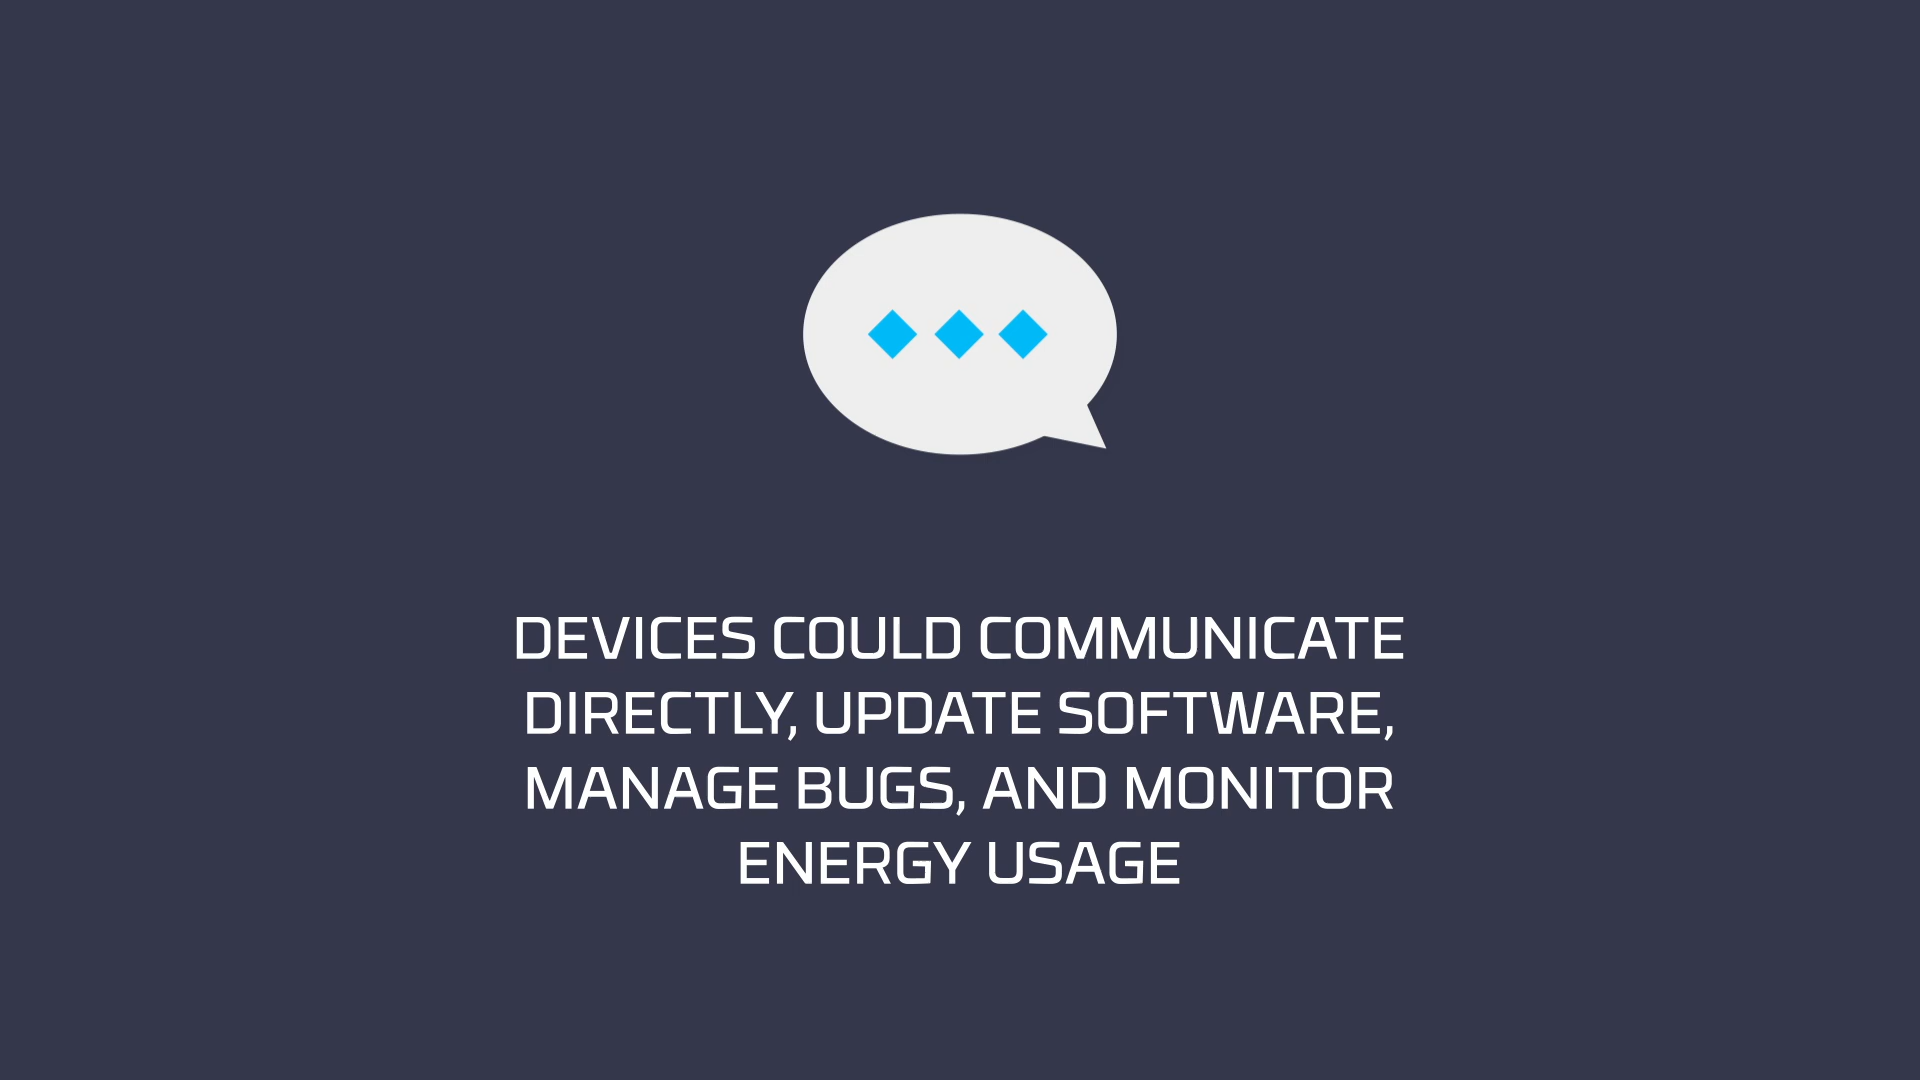 DEVICES COULD COMMUNICATE
DIRECTLY, UPDATE SOFTWARE,
MANAGE BUGS, AND MONITOR
ENERGY USAGE